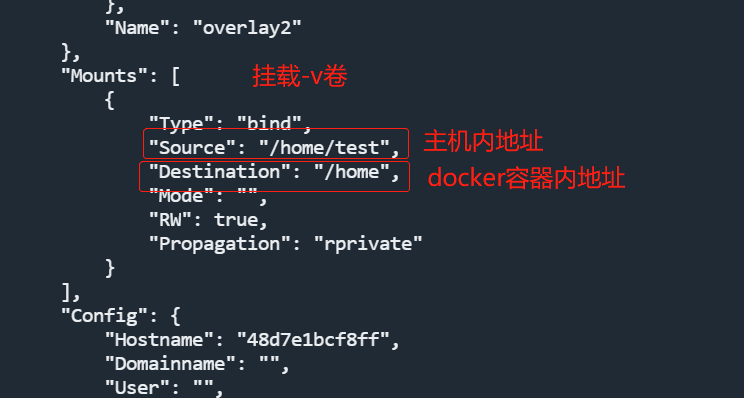 },
"Name": "overlay2"
},
"Mounts": [ 挂载-v卷
{
"Type": "bind",
"Source": "/home/test", 主机内地址
"Destination": "/home", docker容器内地址
"Mode": "",
"RW": true,
"Propagation": "rprivate"
}
],
"Config": {
"Hostname": "48d7e1bcf8ff",
"Domainname": "",
"User": "",